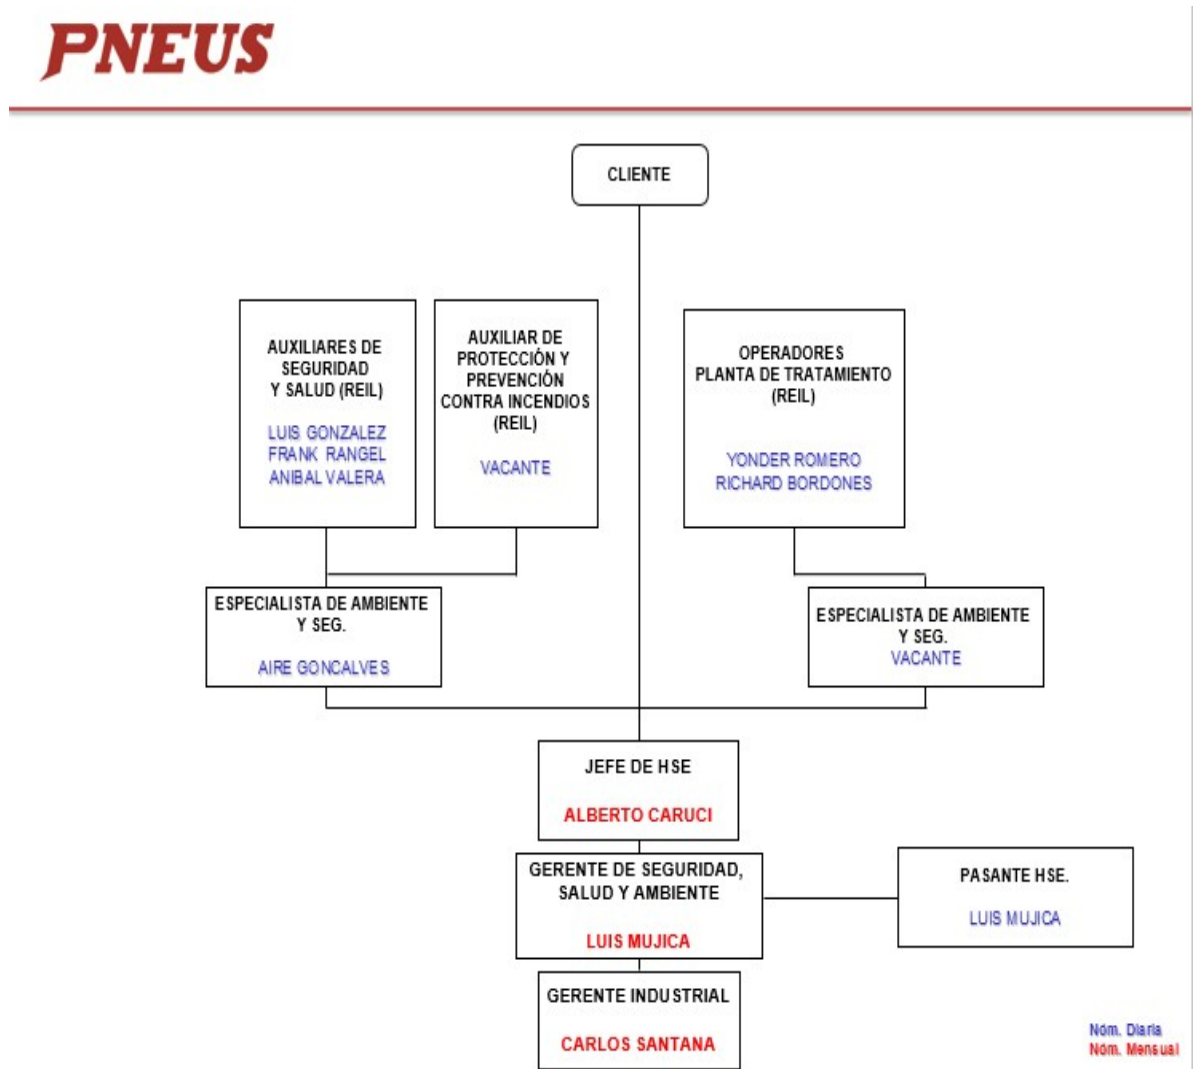 PNEUS
CLIENTE
AUXILIARES DE
SEGURIDAD
Y SALUD (REIL)
LUIS GONZALEZ
FRANK RANGEL
ANIBAL VALERA
AUXILIAR DE
PROTECCIÓN Y
PREVENCIÓN
CONTRA INCENDIOS
(REIL)
VACANTE
OPERADORES
PLANTA DE TRATAMIENTO
(REIL)
YONDER ROMERO
RICHARD BORDONES
ESPECIALISTA DE AMBIENTE
Y SEG.
AIRE GONCALVES
ESPECIALISTA DE AMBIENTE
Y SEG.
VACANTE
JEFE DE HSE
ALBERTO CARUCI
GERENTE DE SEGURIDAD,
SALUD Y AMBIENTE
LUIS MUJICA
PASANTE HSE.
LUIS MUJICA
GERENTE INDUSTRIAL
CARLOS SANTANA
Nóm. Diaria
Nóm. Mensual